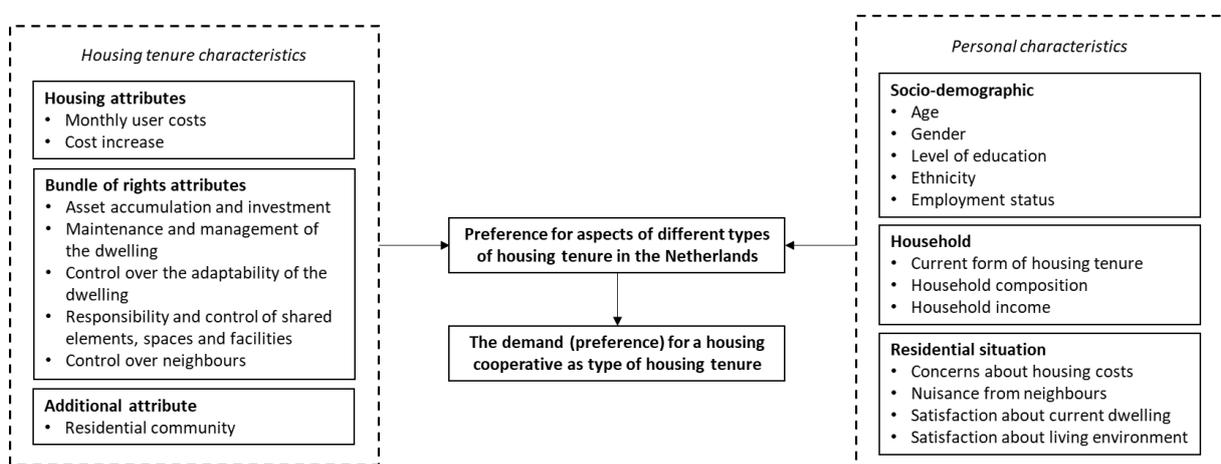 Housing tenure characteristics
Housing attributes
• Monthly user costs
• Cost increase
Bundle of rights attributes
• Asset accumulation and investment
• Maintenance and management of
the dwelling
• Control over the adaptability of the
dwelling
• Responsibility and control of shared
elements, spaces and facilities
• Control over neighbours
Additional attribute
• Residential community
Preference for aspects of different types
of housing tenure in the Netherlands
The demand (preference) for a housing
cooperative as type of housing tenure
Personal characteristics
Socio-demographic
• Age
• Gender
• Level of education
• Ethnicity
• Employment status
Household
• Current form of housing tenure
• Household composition
• Household income
Residential situation
• Concerns about housing costs
• Nuisance from neighbours
• Satisfaction about current dwelling
• Satisfaction about living environment